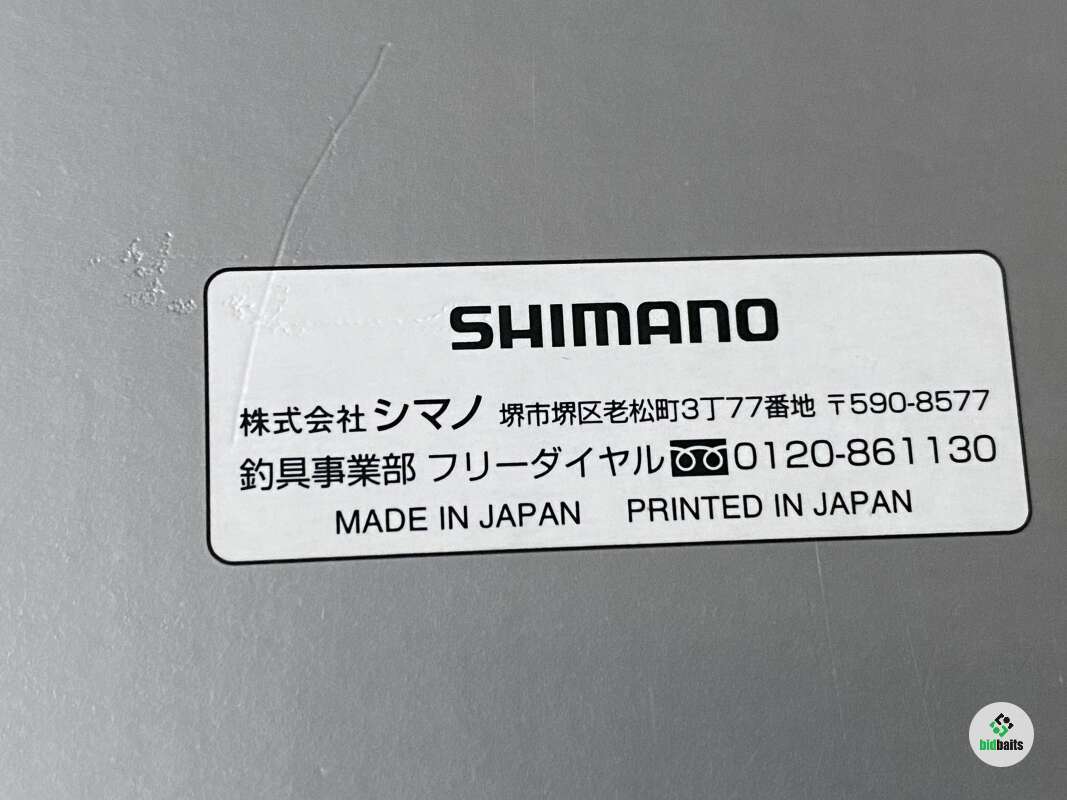 SHIMANO
株式会社 シマノ 堺市堺区老松町3丁77番地 〒590-8577
釣具事業部 フリーダイヤル 0120-861130
MADE IN JAPAN PRINTED IN JAPAN
bidbaits